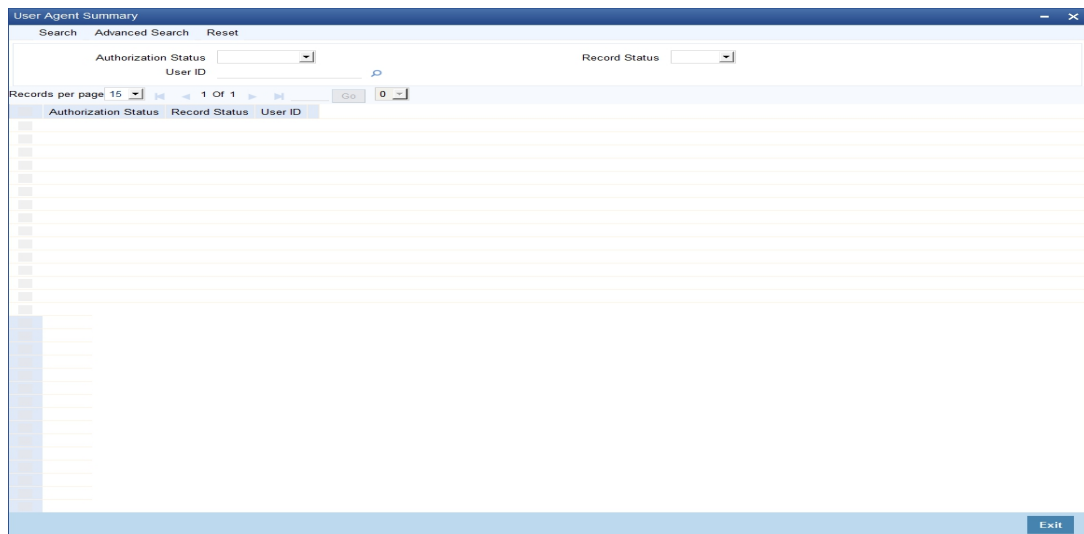 User Agent Summary
Search Advanced Search Reset
Authorization Status Record Status
User ID
Records per page 15 1 Of 1 Go 0
Authorization Status Record Status User ID
Exit